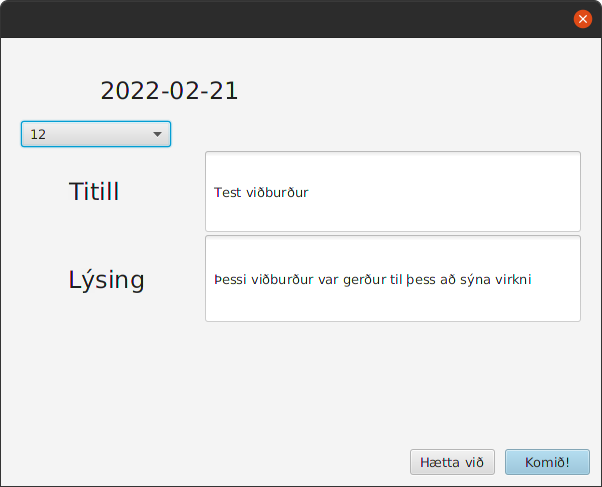 2022-02-21
12
Titill
Test viðburður
Lýsing
Þessi viðburður var gerður til þess að sýna virkni
Hætta við
Komið!